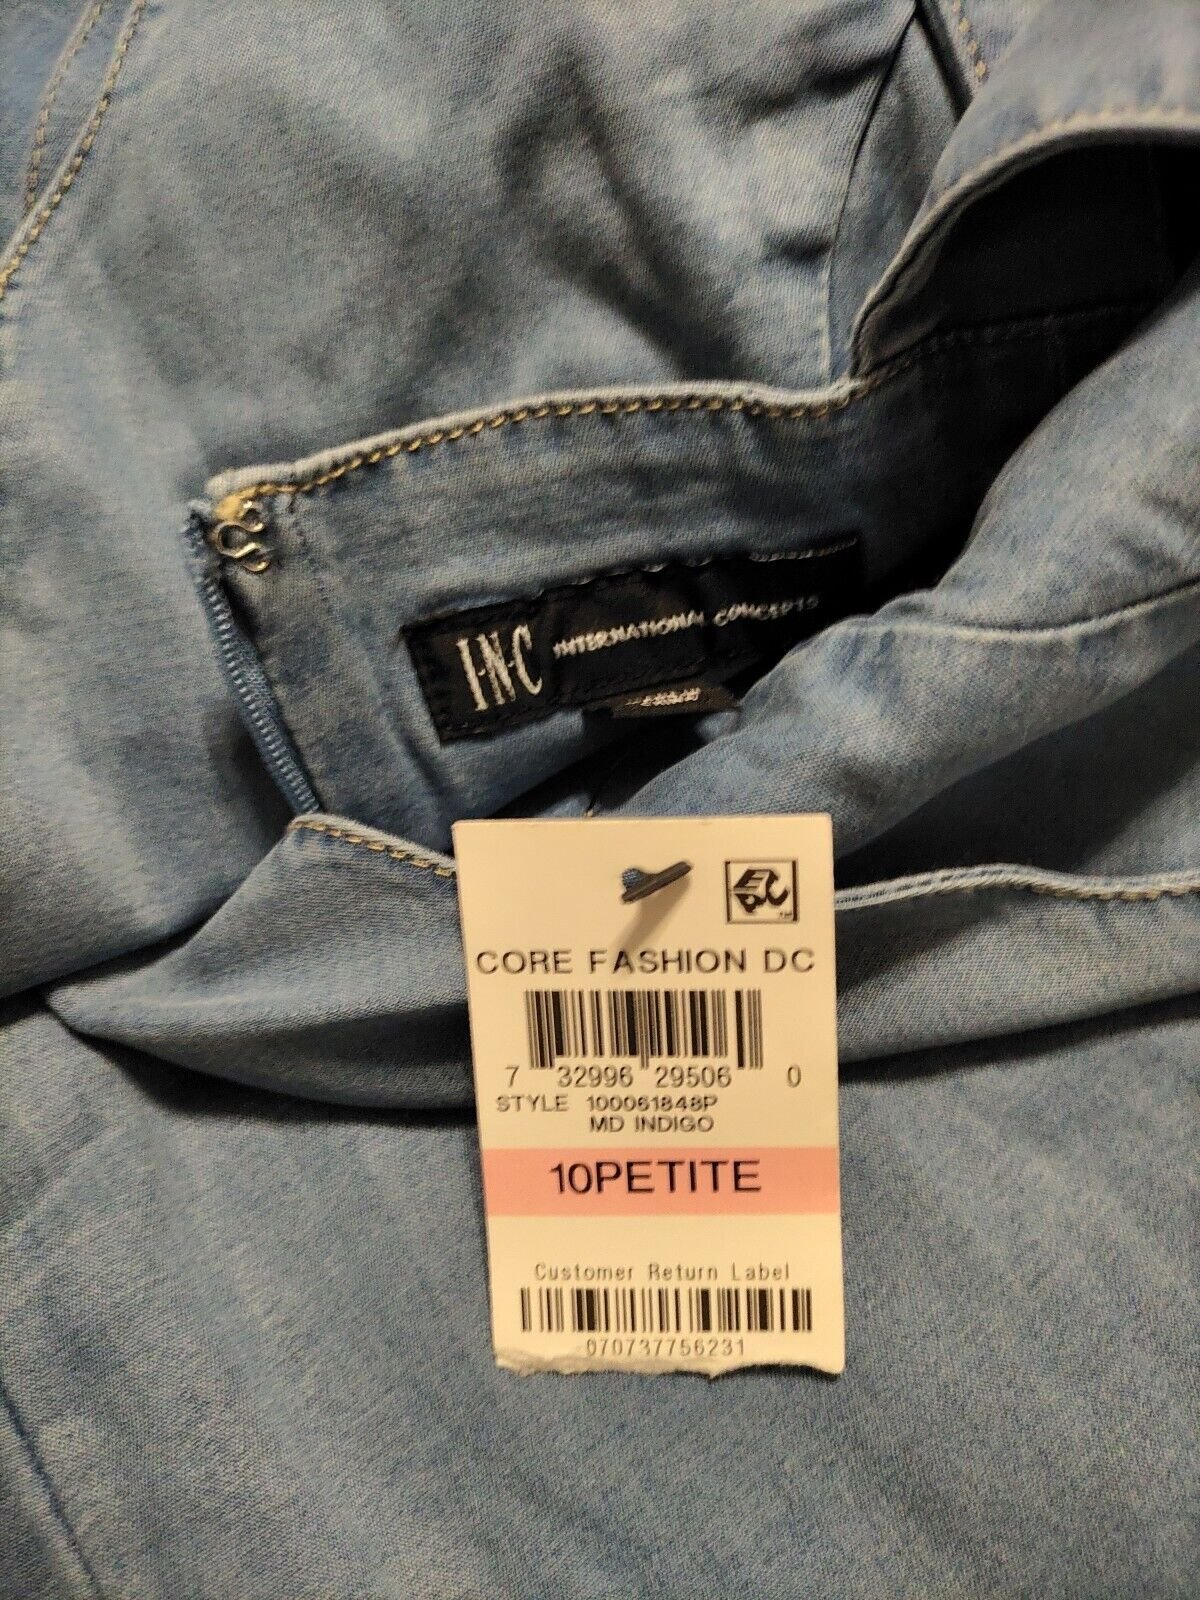 I·N·C INTERNATIONAL CONCEPTS
CORE FASHION DC
7 32996 29506 0
STYLE 100061848P
MD INDIGO
10PETITE
Customer Return Label
070737756231